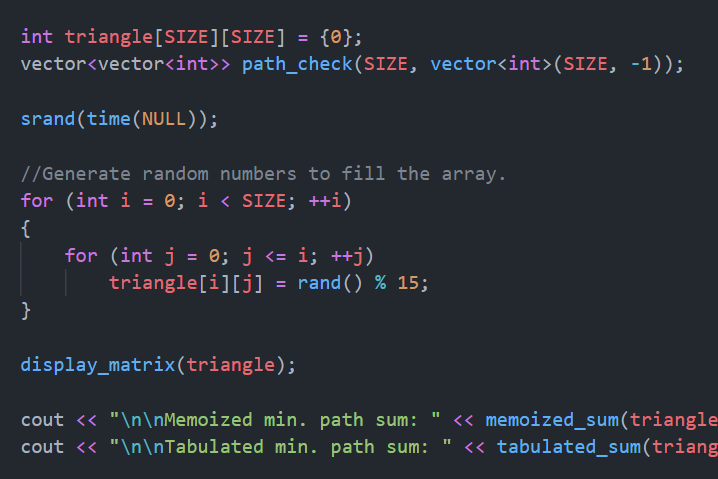 int triangle[SIZE][SIZE] = {0};
vector<vector<int>> path_check(SIZE, vector<int>(SIZE, -1));
srand(time(NULL));
//Generate random numbers to fill the array.
for (int i = 0; i < SIZE; ++i)
{
for (int j = 0; j <= i; ++j)
triangle[i][j] = rand() % 15;
}
display_matrix(triangle);
cout << "\n\nMemoized min. path sum: " << memoized_sum(triangle
cout << "\n\nTabulated min. path sum: " << tabulated_sum(triang